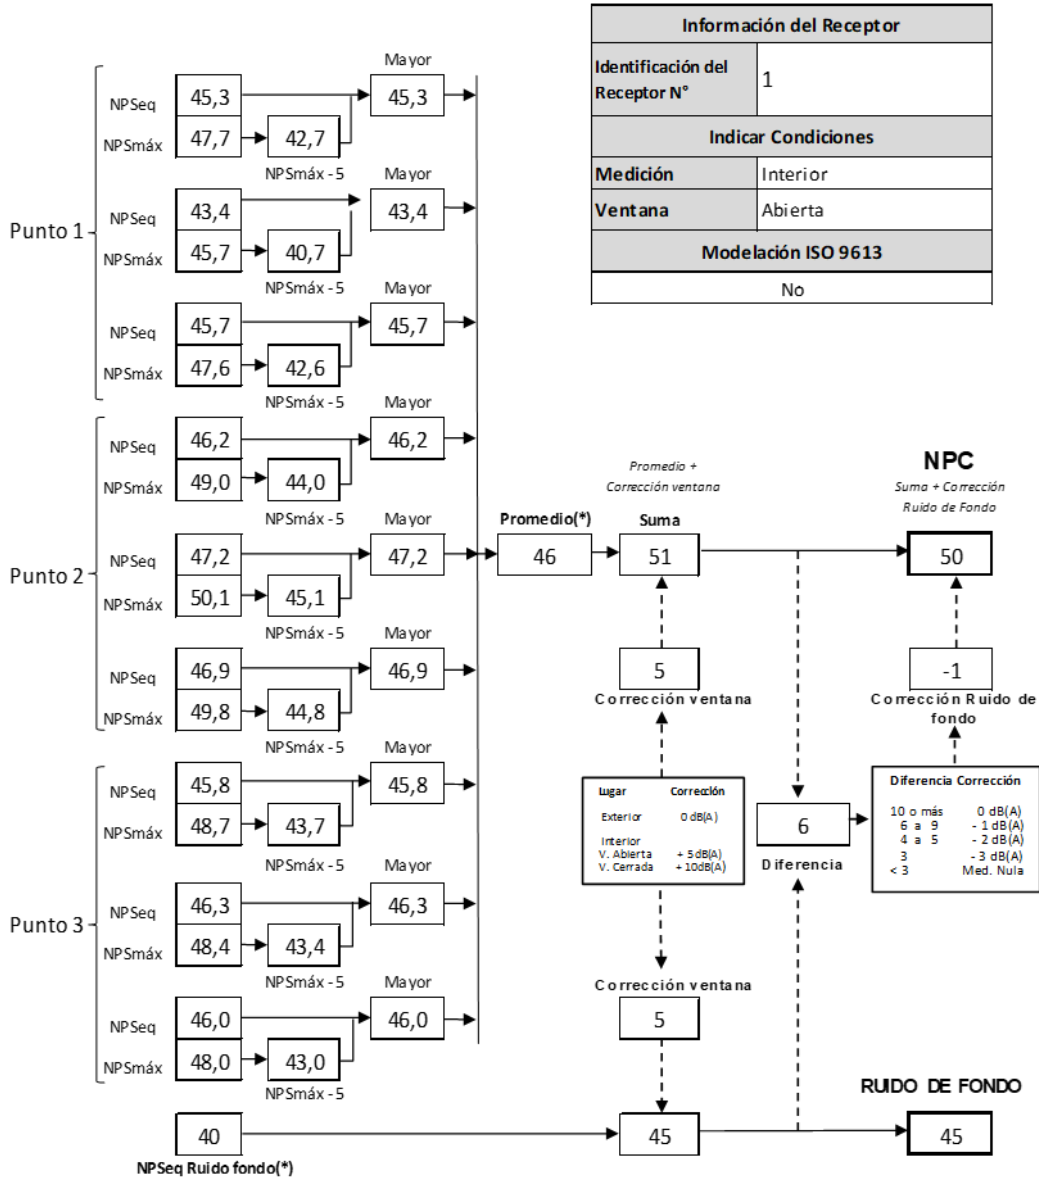 Información del Receptor
Identificación del
Receptor N°
1
Indicar Condiciones
Medición
Interior
Ventana
Abierta
Modelación ISO 9613
No
Punto 1
Mayor
NPSeq
45,3
45,3
NPSmáx
47,7
42,7
NPSmáx - 5
Mayor
NPSeq
43,4
43,4
NPSmáx
45,7
40,7
NPSmáx - 5
Mayor
NPSeq
45,7
45,7
NPSmáx
47,6
42,6
NPSmáx - 5
Punto 2
Mayor
NPSeq
46,2
46,2
NPSmáx
49,0
44,0
NPSmáx - 5
Mayor
NPSeq
47,2
47,2
NPSmáx
50,1
45,1
NPSmáx - 5
Mayor
NPSeq
46,9
46,9
NPSmáx
49,8
44,8
NPSmáx - 5
Punto 3
Mayor
NPSeq
45,8
45,8
NPSmáx
48,7
43,7
NPSmáx - 5
Mayor
NPSeq
46,3
46,3
NPSmáx
48,4
43,4
NPSmáx - 5
Mayor
NPSeq
46,0
46,0
NPSmáx
48,0
43,0
NPSmáx - 5
40
NPSeq Ruido fondo(*)
Promedio(*)
46
Promedio +
Corrección ventana
Suma
51
5
Corrección ventana
Lugar Corrección
Exterior 0 dB(A)
Interior
V. Abierta + 5dB(A)
V. Cerrada + 10dB(A)
Corrección ventana
5
45
6
Diferencia
NPC
Suma + Corrección
Ruido de Fondo
50
-1
Corrección Ruido de
fondo
Diferencia Corrección
10 o más 0 dB(A)
6 a 9 - 1 dB(A)
4 a 5 - 2 dB(A)
3 - 3 dB(A)
< 3 Med. Nula
RUIDO DE FONDO
45